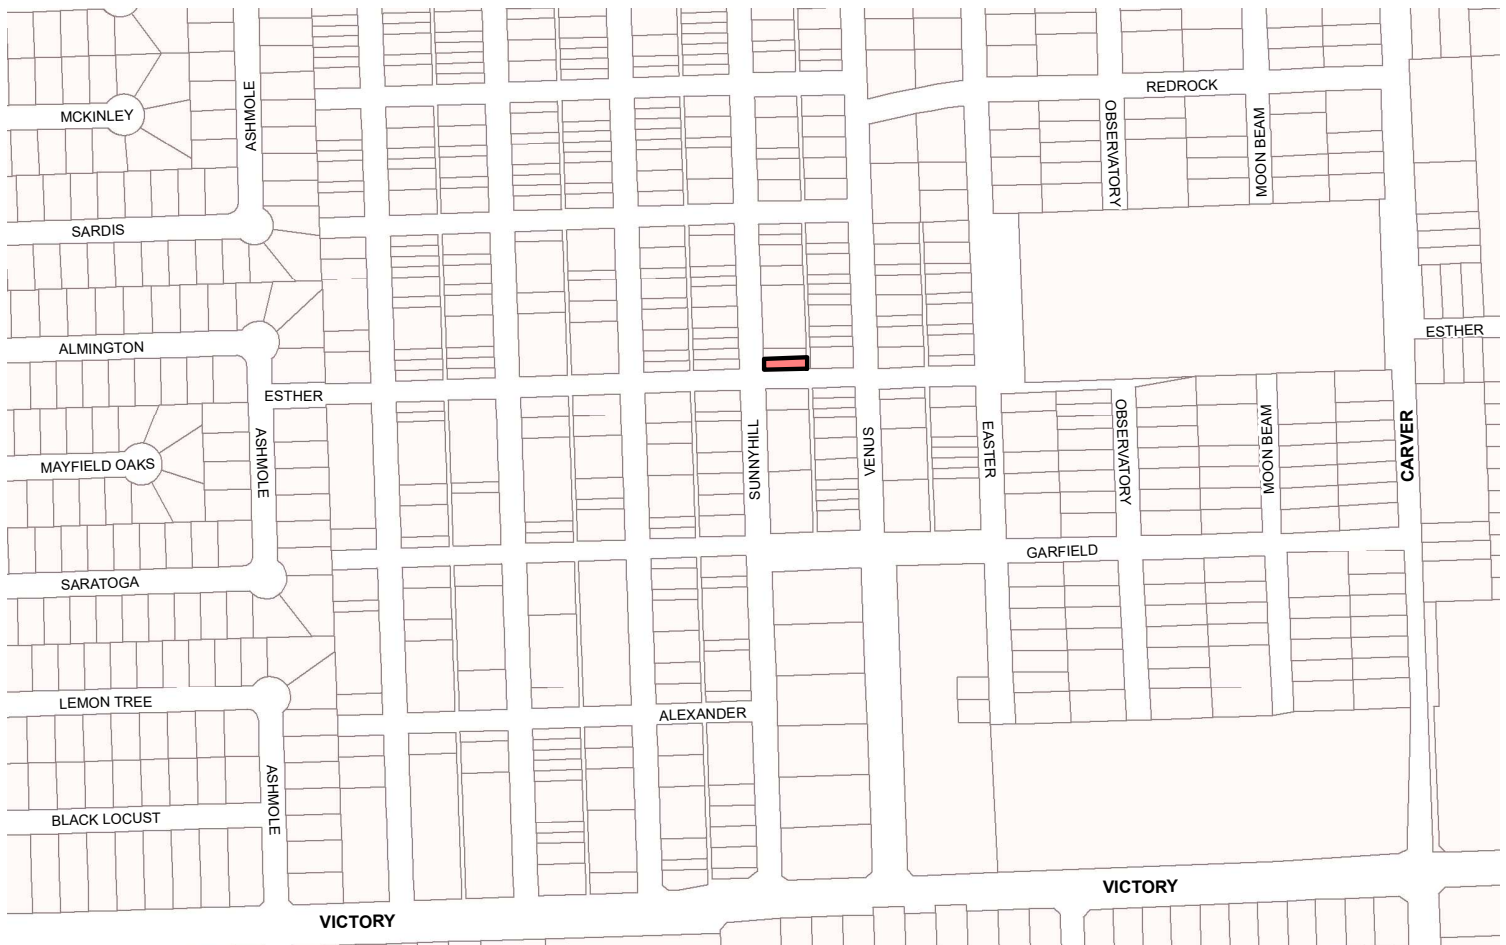 REDROCK
ASHMOLE
MCKINLEY
OBSERVATORY
MOON BEAM
SARDIS
ESTHER
ALMINGTON
ESTHER
ASHMOLE
SUNNYHILL
VENUS
EASTER
OBSERVATORY
MOON BEAM
CARVER
MAYFIELD OAKS
GARFIELD
SARATOGA
LEMON TREE
ALEXANDER
ASHMOLE
BLACK LOCUST
VICTORY
VICTORY